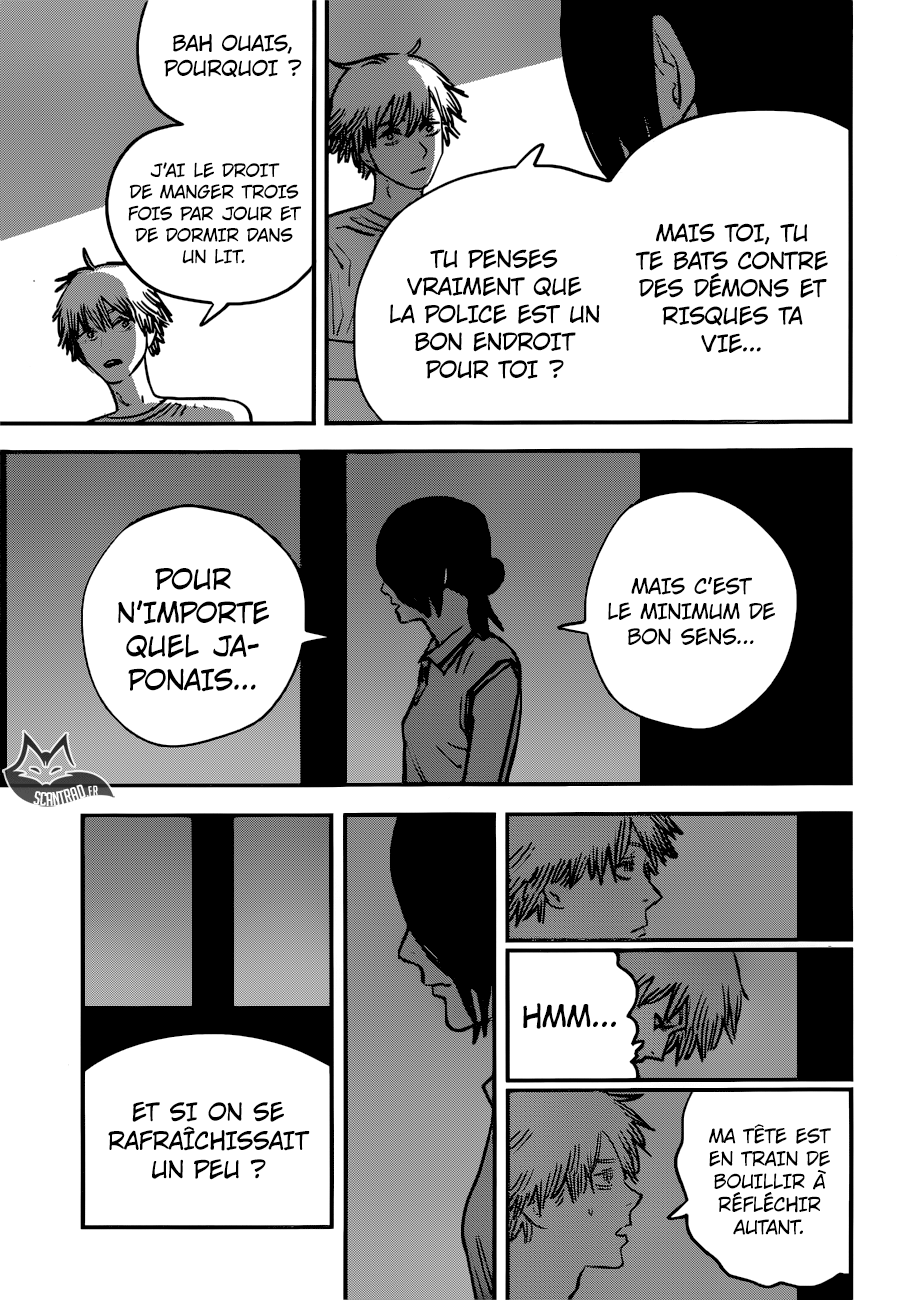 MAIS TOI, TU
TE BATS CONTRE
DES DÉMONS ET
RISQUES TA
VIE...
TU PENSES
VRAIMENT QUE
LA POLICE EST UN
BON ENDROIT
POUR TOI ?
BAH OUAIS,
POURQUOI ?
J'AI LE DROIT
DE MANGER TROIS
FOIS PAR JOUR ET
DE DORMIR DANS
UN LIT.
MAIS C'EST
LE MINIMUM DE
BON SENS...
POUR
N'IMPORTE
QUEL JA-
PONAIS...
HMM...
MA TÊTE EST
EN TRAIN DE
BOUILLIR À
RÉFLÉCHIR
AUTANT.
ET SI ON SE
RAFRAÎCHISSAIT
UN PEU ?
SCANTRAD.FR